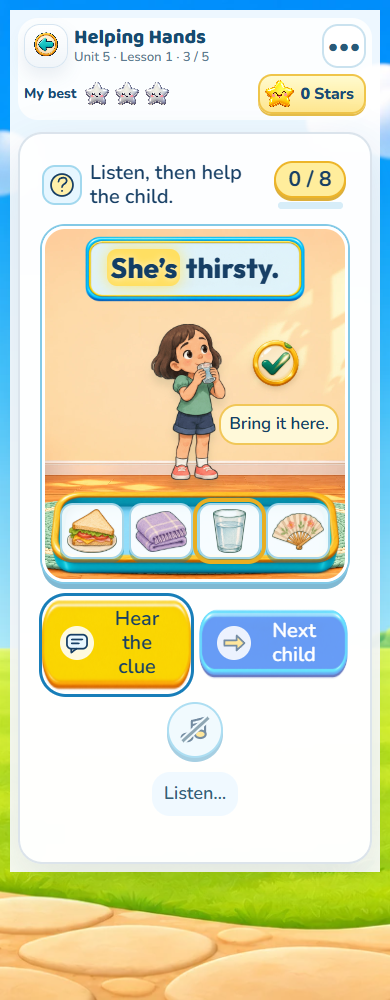 Helping Hands
Unit 5 · Lesson 1 · 3 / 5
My best
0 Stars
Listen, then help
the child.
0 / 8
She's thirsty.
Bring it here.
Hear
the
clue
Next
child
Listen...